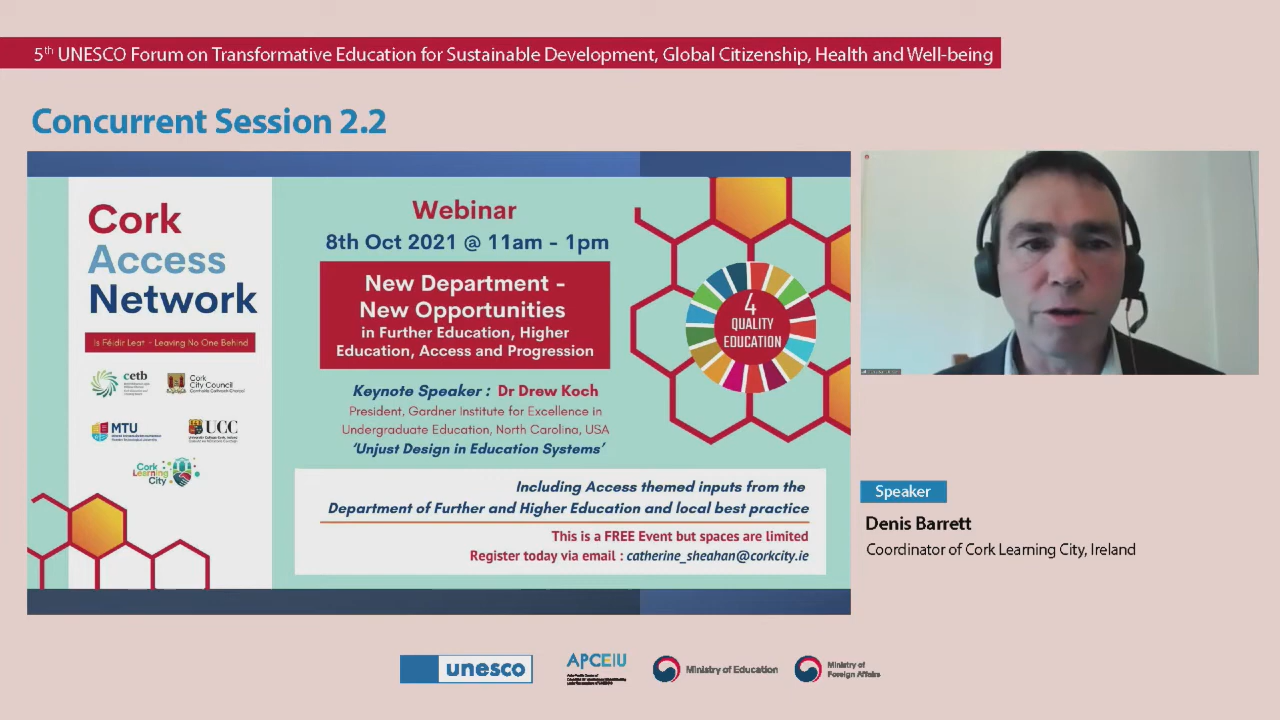 5th UNESCO Forum on Transformative Education for Sustainable Development, Global Citizenship, Health and Well-being
Concurrent Session 2.2
Cork
Access
Network
Is Féidir Leat - Leaving No One Behind
cetb
Cork
City Council
Comhairle Cathrach Chorcaí
MTU
UCC
Cork
Learning
City
Webinar
8th Oct 2021 @ 11am - 1pm
New Department -
New Opportunities
in Further Education, Higher
Education, Access and Progression
Keynote Speaker : Dr Drew Koch
President, Gardner Institute for Excellence in
Undergraduate Education, North Carolina, USA
‘Unjust Design in Education Systems’
4
QUALITY
EDUCATION
Including Access themed inputs from the
Department of Further and Higher Education and local best practice
This is a FREE Event but spaces are limited
Register today via email : catherine_sheahan@corkcity.ie
Speaker
Denis Barrett
Coordinator of Cork Learning City, Ireland
unesco
APCEIU
Ministry of Education
Ministry of
Foreign Affairs